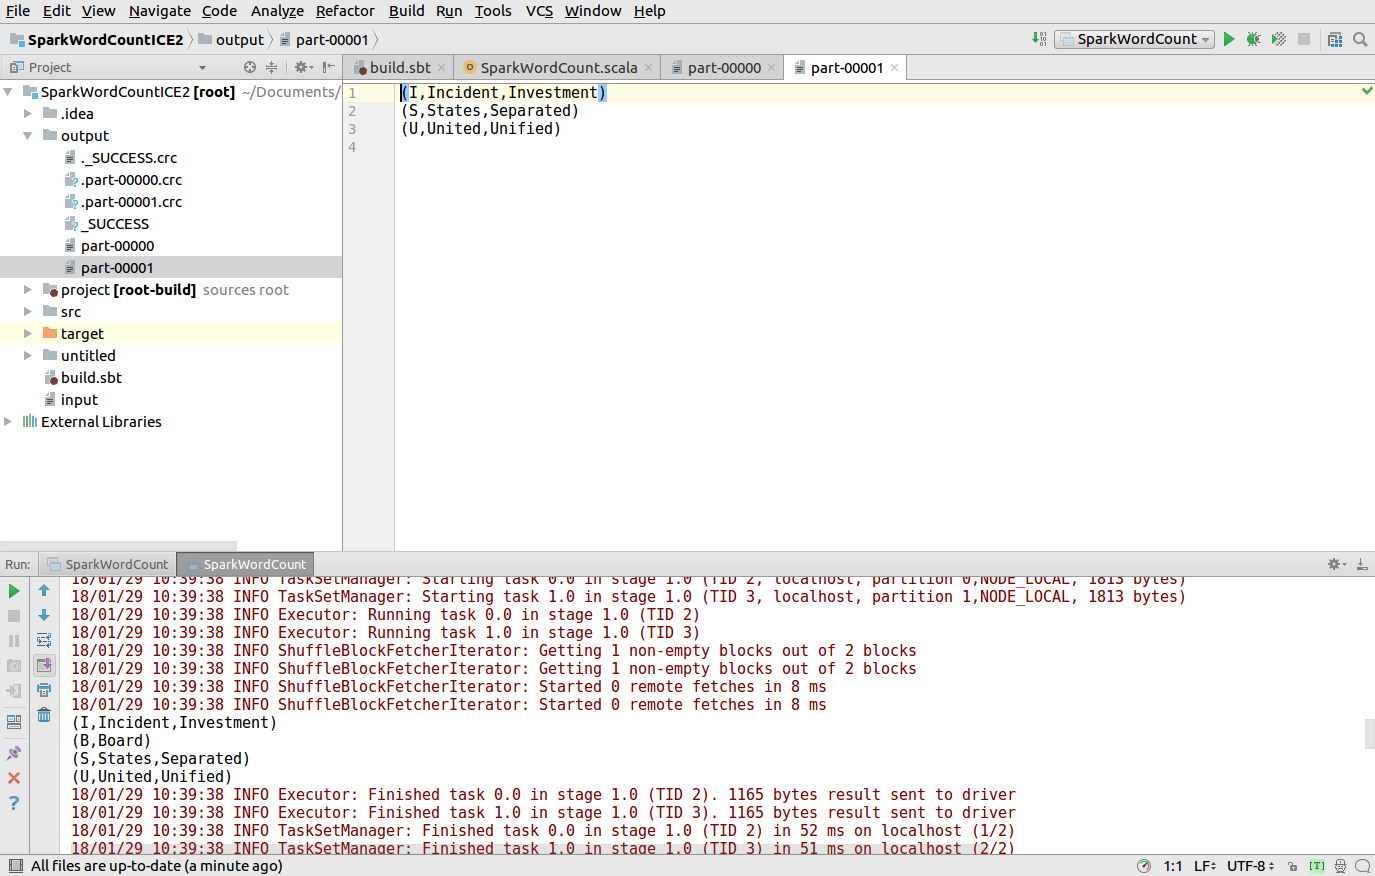 File Edit View Navigate Code Analyze Refactor Build Run Tools VCS Window Help
SparkWordCountICE2 output part-00001 SparkWordCount
Project build.sbt SparkWordCount.scala part-00000 part-00001
SparkWordCountICE2 [root] ~/Documents/
.idea
output
._SUCCESS.crc
.part-00000.crc
.part-00001.crc
_SUCCESS
part-00000
part-00001
project [root-build] sources root
src
target
untitled
build.sbt
input
External Libraries
1 (I,Incident,Investment)
2 (S,States,Separated)
3 (U,United,Unified)
4
Run: SparkWordCount SparkWordCount
18/01/29 10:39:38 INFO TaskSetManager: Starting task 0.0 in stage 1.0 (TID 2, localhost, partition 0,NODE_LOCAL, 1813 bytes)
18/01/29 10:39:38 INFO TaskSetManager: Starting task 1.0 in stage 1.0 (TID 3, localhost, partition 1,NODE_LOCAL, 1813 bytes)
18/01/29 10:39:38 INFO Executor: Running task 0.0 in stage 1.0 (TID 2)
18/01/29 10:39:38 INFO Executor: Running task 1.0 in stage 1.0 (TID 3)
18/01/29 10:39:38 INFO ShuffleBlockFetcherIterator: Getting 1 non-empty blocks out of 2 blocks
18/01/29 10:39:38 INFO ShuffleBlockFetcherIterator: Getting 1 non-empty blocks out of 2 blocks
18/01/29 10:39:38 INFO ShuffleBlockFetcherIterator: Started 0 remote fetches in 8 ms
18/01/29 10:39:38 INFO ShuffleBlockFetcherIterator: Started 0 remote fetches in 8 ms
(I,Incident,Investment)
(B,Board)
(S,States,Separated)
(U,United,Unified)
18/01/29 10:39:38 INFO Executor: Finished task 0.0 in stage 1.0 (TID 2). 1165 bytes result sent to driver
18/01/29 10:39:38 INFO Executor: Finished task 1.0 in stage 1.0 (TID 3). 1165 bytes result sent to driver
18/01/29 10:39:38 INFO TaskSetManager: Finished task 0.0 in stage 1.0 (TID 2) in 52 ms on localhost (1/2)
18/01/29 10:39:38 INFO TaskSetManager: Finished task 1.0 in stage 1.0 (TID 3) in 51 ms on localhost (2/2)
All files are up-to-date (a minute ago) 1:1 LF UTF-8 [T]